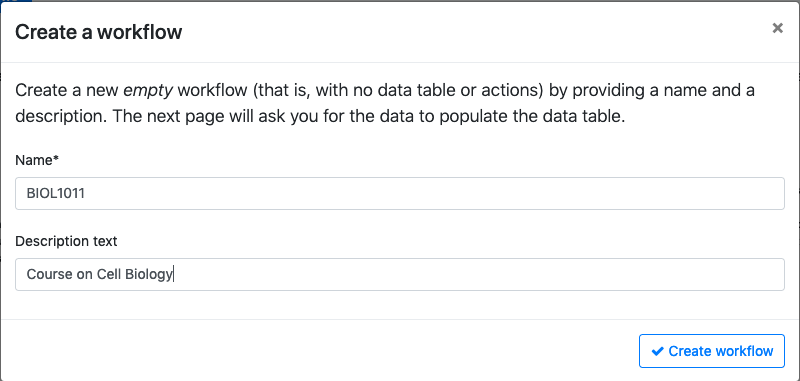 Create a workflow
×
Create a new empty workflow (that is, with no data table or actions) by providing a name and a
description. The next page will ask you for the data to populate the data table.
Name*
BIOL1011
Description text
Course on Cell Biology
Create workflow